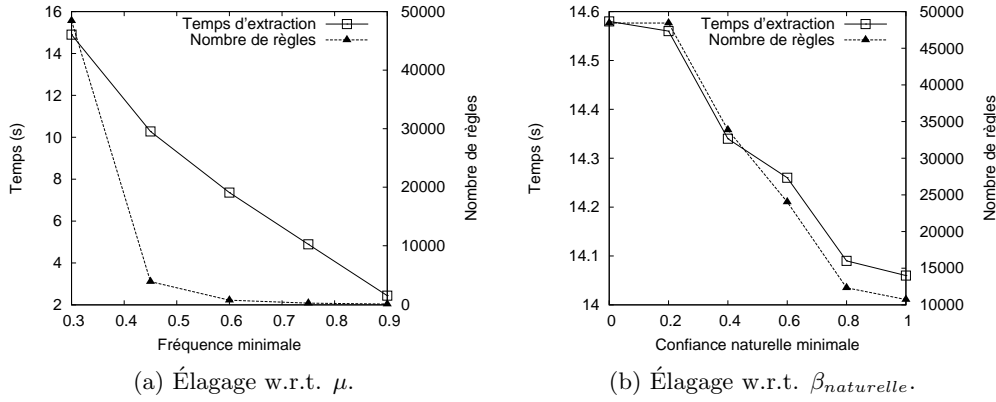 Temps d'extraction
Nombre de règles
16
14
12
10
8
6
4
2
50000
40000
30000
20000
10000
0
0.3 0.4 0.5 0.6 0.7 0.8 0.9
Temps (s)
Nombre de règles
Fréquence minimale
(a) Élagage w.r.t. μ.
Temps d'extraction
Nombre de règles
14.6
14.5
14.4
14.3
14.2
14.1
14
50000
45000
40000
35000
30000
25000
20000
15000
10000
0 0.2 0.4 0.6 0.8 1
Temps (s)
Nombre de règles
Confiance naturelle minimale
(b) Élagage w.r.t. βnaturelle.